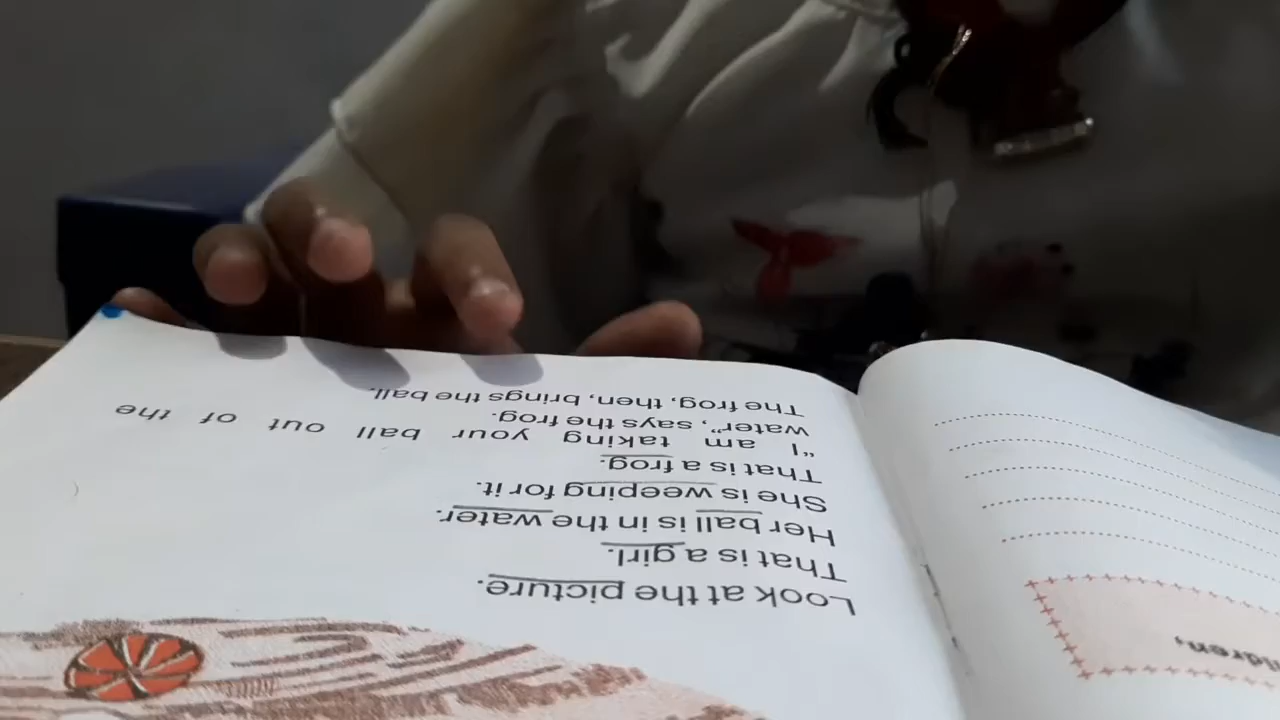 Look at the picture.
That is a girl.
Her ball is in the water.
She is weeping for it.
That is a frog.
"I am taking your ball out of the
water", says the frog.
The frog, then, brings the ball.
ildren,